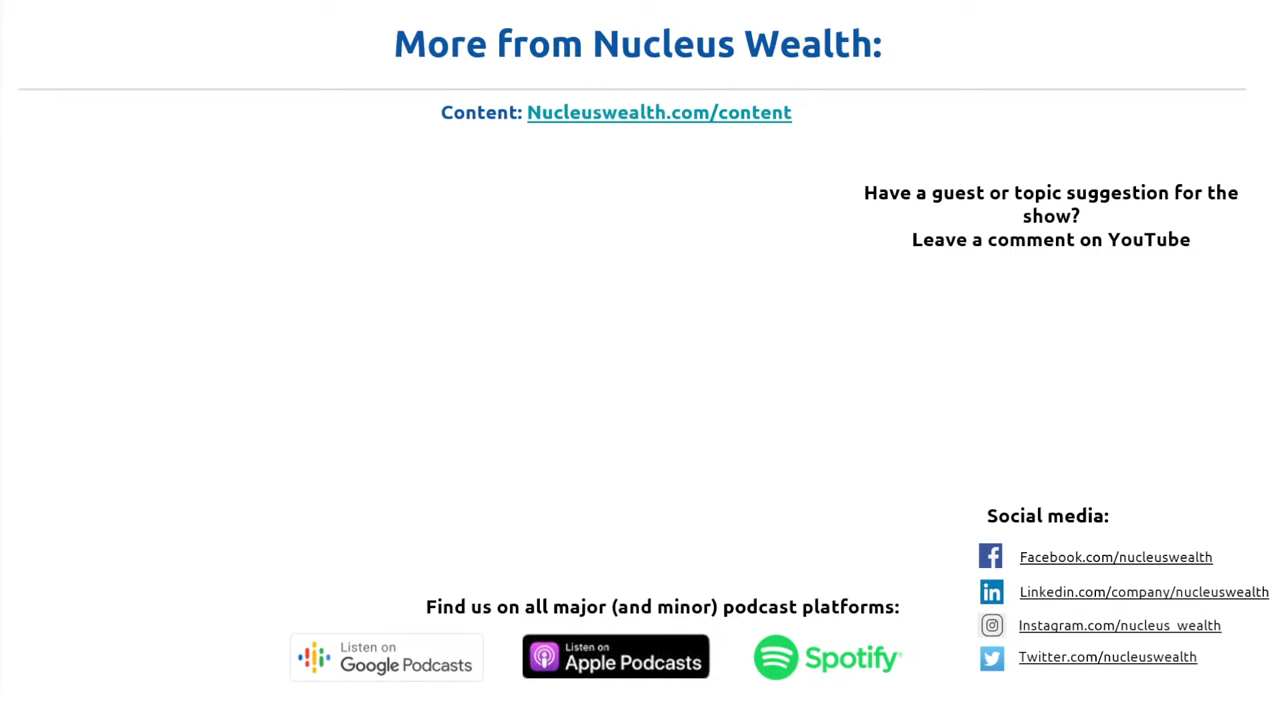 More from Nucleus Wealth:
Content: Nucleuswealth.com/content
Have a guest or topic suggestion for the
show?
Leave a comment on YouTube
Social media:
Facebook.com/nucleuswealth
Linkedin.com/company/nucleuswealth
Instagram.com/nucleus_wealth
Twitter.com/nucleuswealth
Find us on all major (and minor) podcast platforms:
Listen on
Google Podcasts
Listen on
Apple Podcasts
Spotify